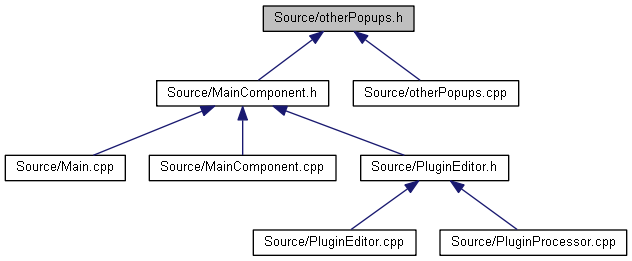 Source/otherPopups.h
Source/MainComponent.h
Source/otherPopups.cpp
Source/Main.cpp
Source/MainComponent.cpp
Source/PluginEditor.h
Source/PluginEditor.cpp
Source/PluginProcessor.cpp